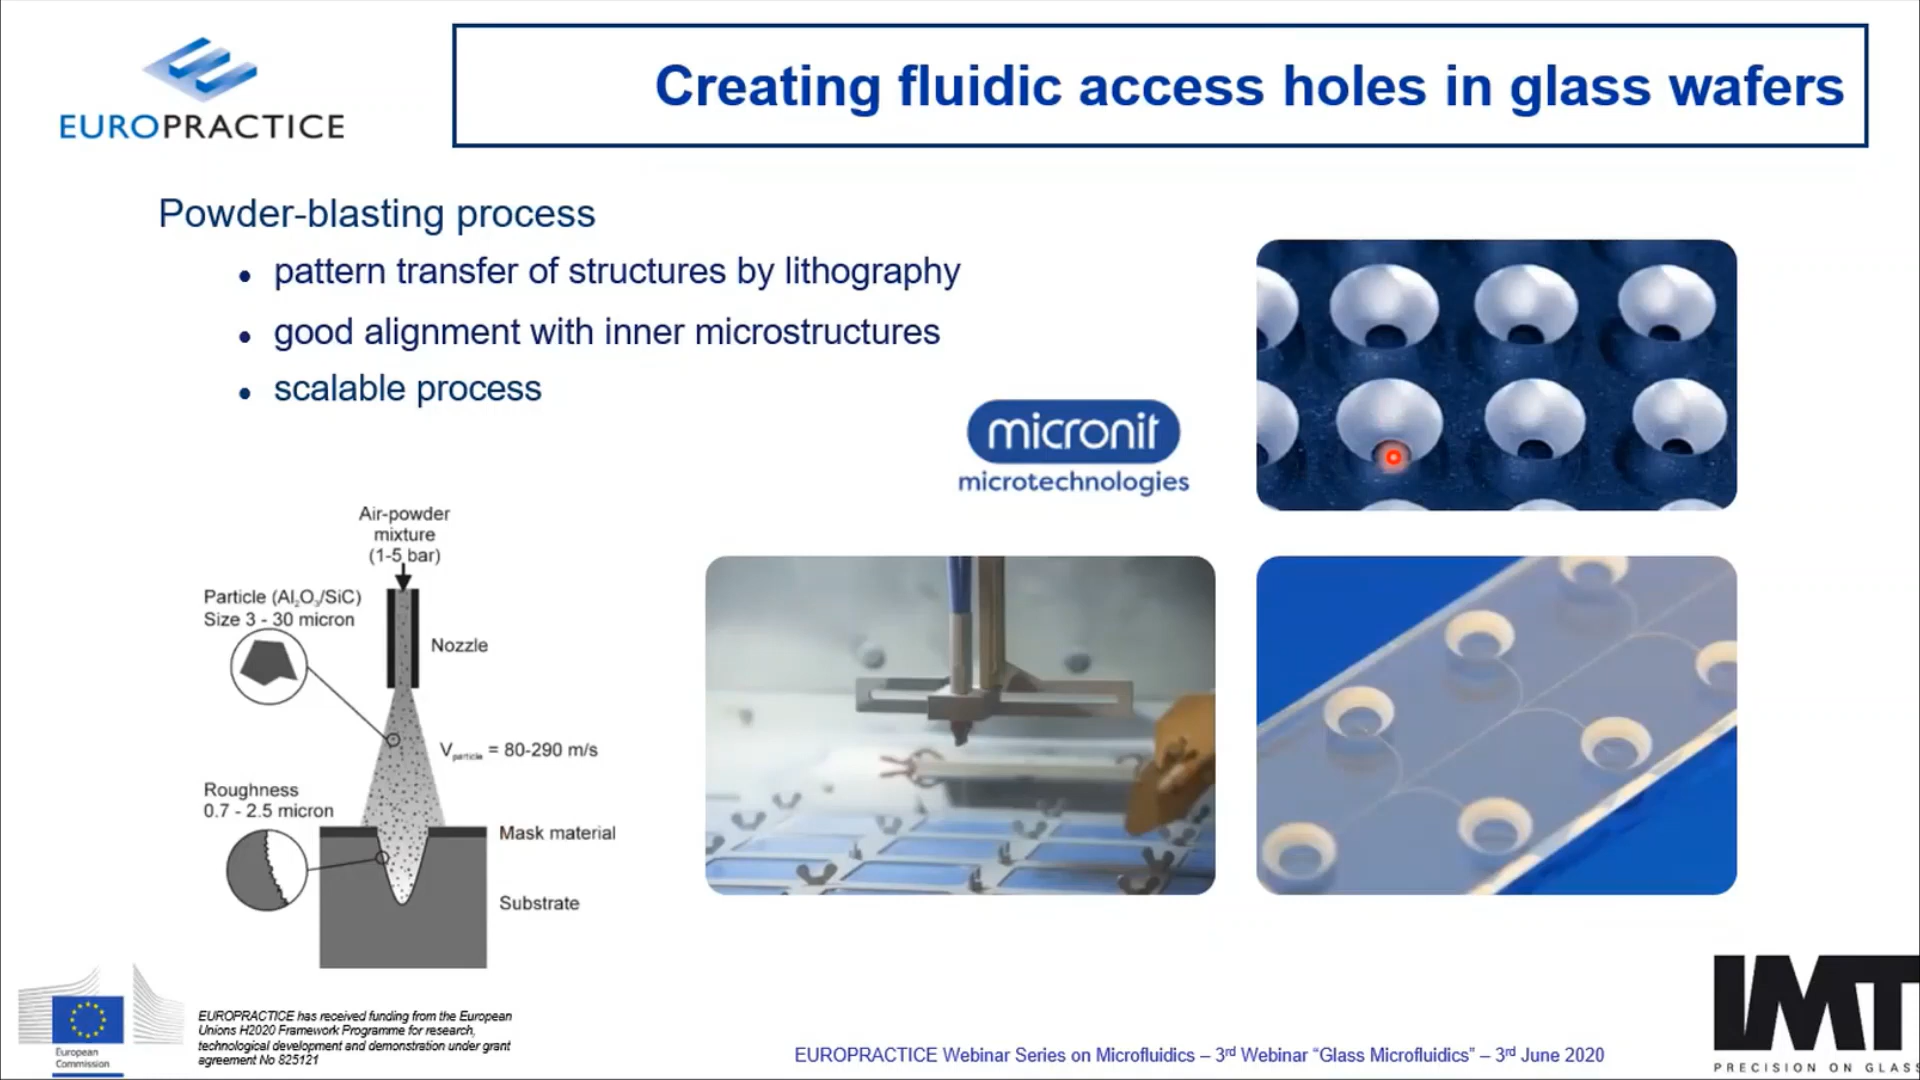 EUROPRACTICE
Creating fluidic access holes in glass wafers
Powder-blasting process
• pattern transfer of structures by lithography
• good alignment with inner microstructures
• scalable process
micronit
microtechnologies
Air-powder
mixture
(1-5 bar)
Particle (Al₂O₃/SiC)
Size 3 - 30 micron
Nozzle
Vparticle = 80-290 m/s
Roughness
0.7 - 2.5 micron
Mask material
Substrate
European
Commission
EUROPRACTICE has received funding from the European
Unions H2020 Framework Programme for research,
technological development and demonstration under grant
agreement No 825121
EUROPRACTICE Webinar Series on Microfluidics – 3rd Webinar “Glass Microfluidics” – 3rd June 2020
IMT
PRECISION ON GLASS